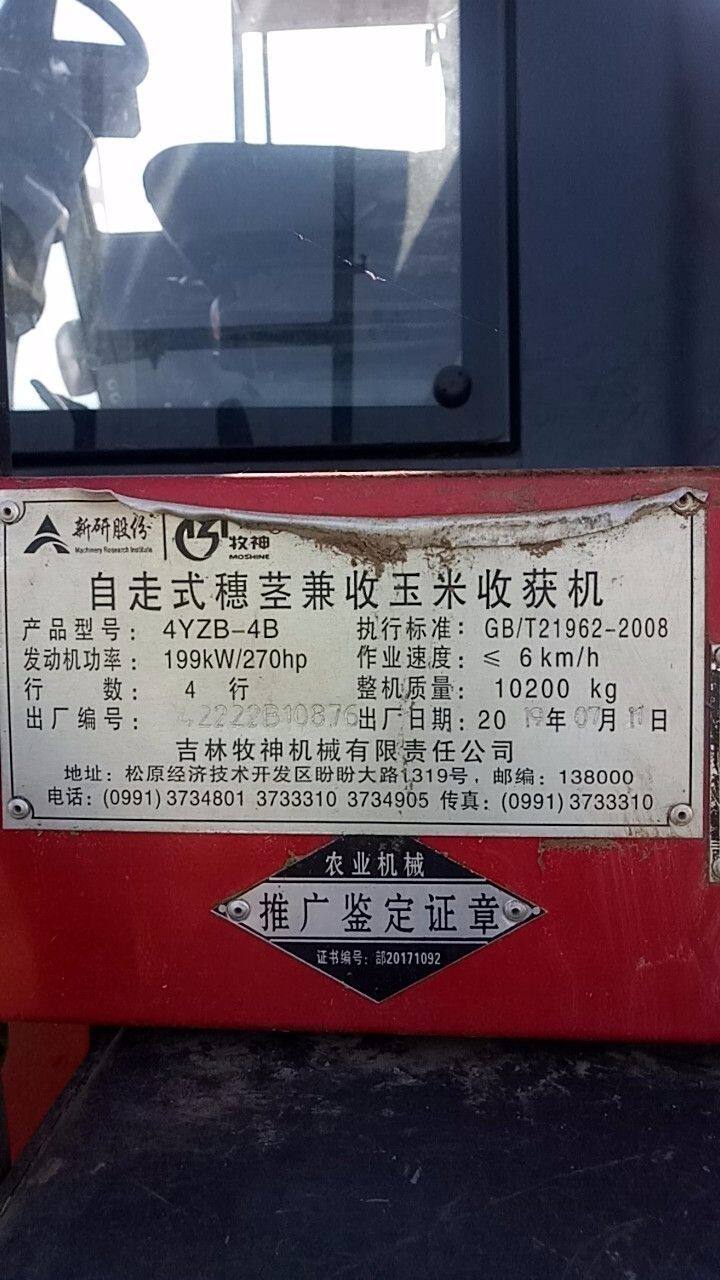 新研股份 牧神
Machinery Research Institute MOSHINE
自走式穗茎兼收玉米收获机
产品型号: 4YZB-4B 执行标准: GB/T21962-2008
发动机功率: 199kW/270hp 作业速度: ≤ 6km/h
行 数: 4 行 整机质量: 10200 kg
出厂编号: 42222B10876 出厂日期: 2019年07月11日
吉林牧神机械有限责任公司
地址: 松原经济技术开发区盼盼大路1319号, 邮编: 138000
电话: (0991) 3734801 3733310 3734905 传真: (0991) 3733310
农业机械
推广鉴定证章
证书编号: 部20171092